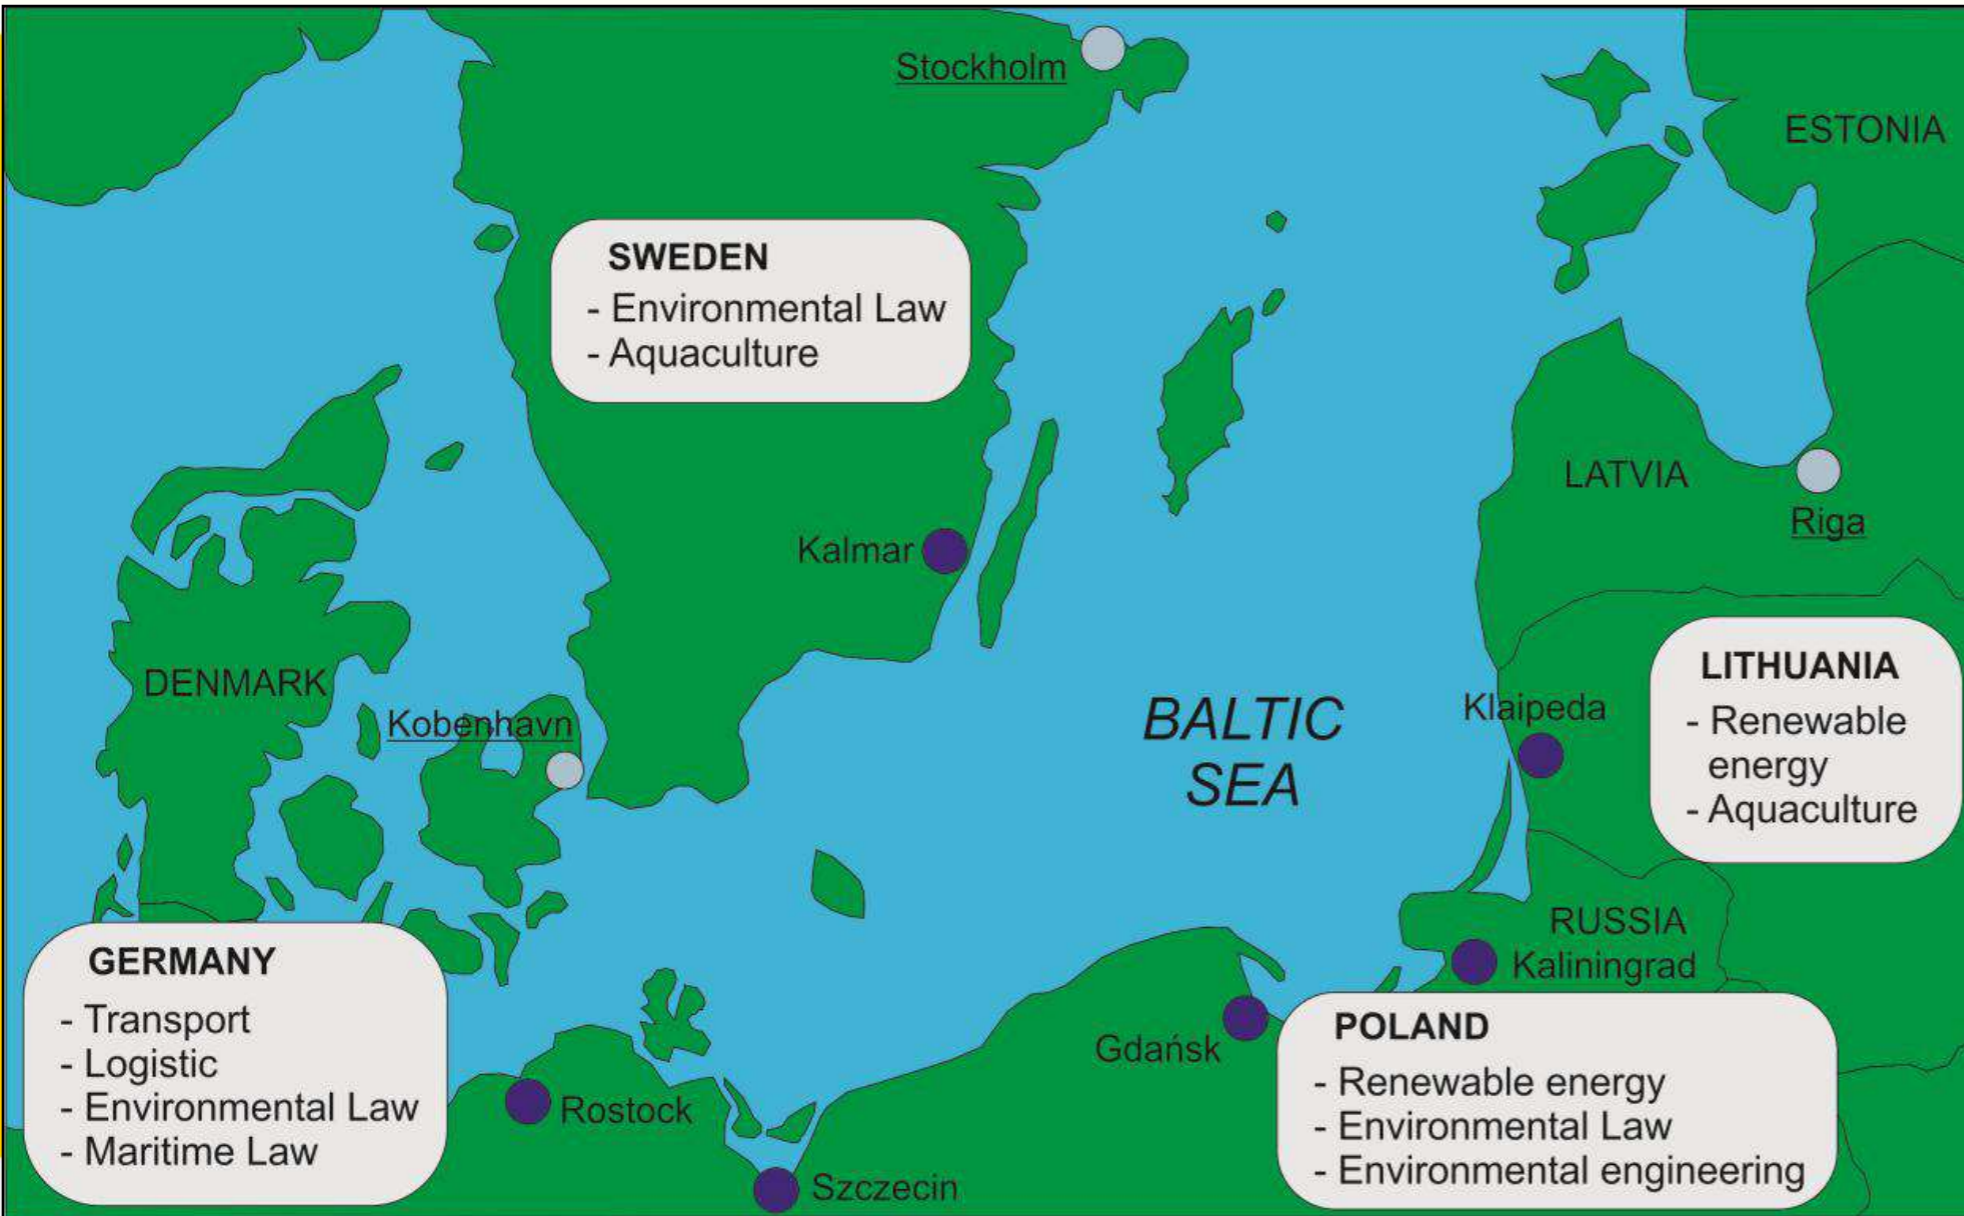 Stockholm
ESTONIA
SWEDEN
- Environmental Law
- Aquaculture
LATVIA
Riga
Kalmar
DENMARK
Kobenhavn
BALTIC
SEA
Klaipeda
LITHUANIA
- Renewable
energy
- Aquaculture
RUSSIA
Kaliningrad
GERMANY
- Transport
- Logistic
- Environmental Law
- Maritime Law
Rostock
Szczecin
Gdańsk
POLAND
- Renewable energy
- Environmental Law
- Environmental engineering